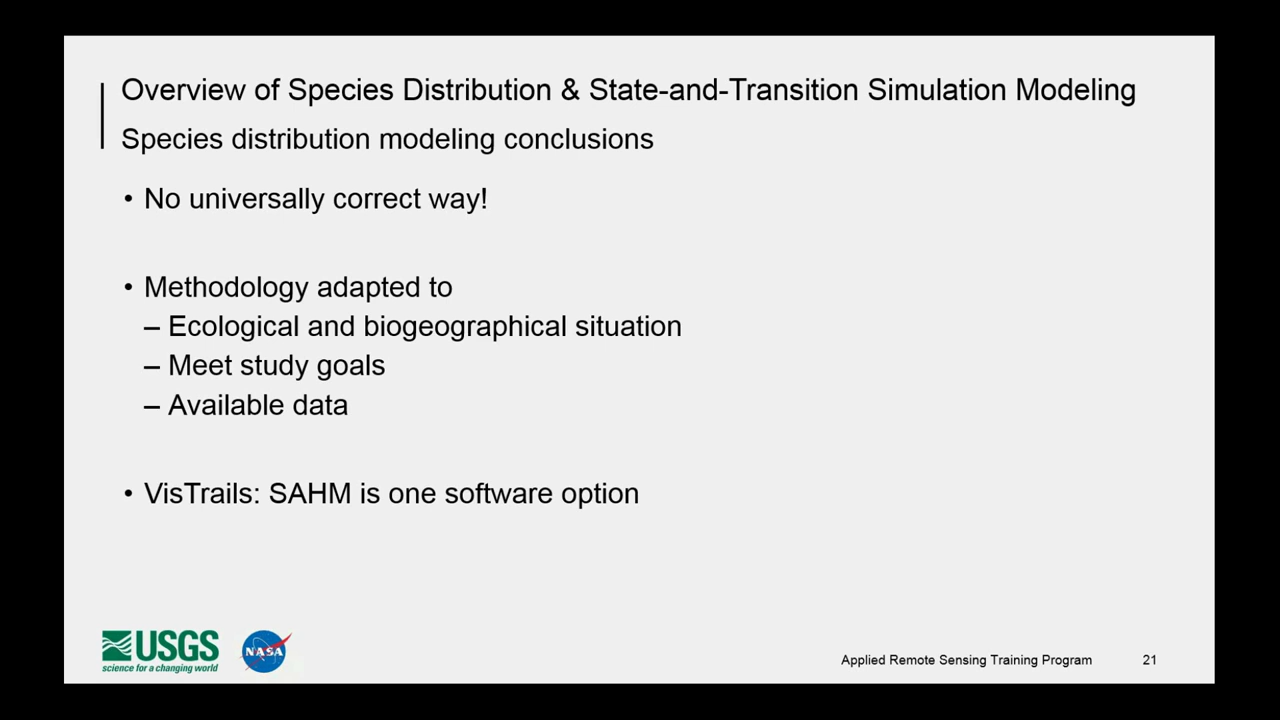 Overview of Species Distribution & State-and-Transition Simulation Modeling
Species distribution modeling conclusions
• No universally correct way!
• Methodology adapted to
– Ecological and biogeographical situation
– Meet study goals
– Available data
• VisTrails: SAHM is one software option
USGS
science for a changing world
NASA
Applied Remote Sensing Training Program 21